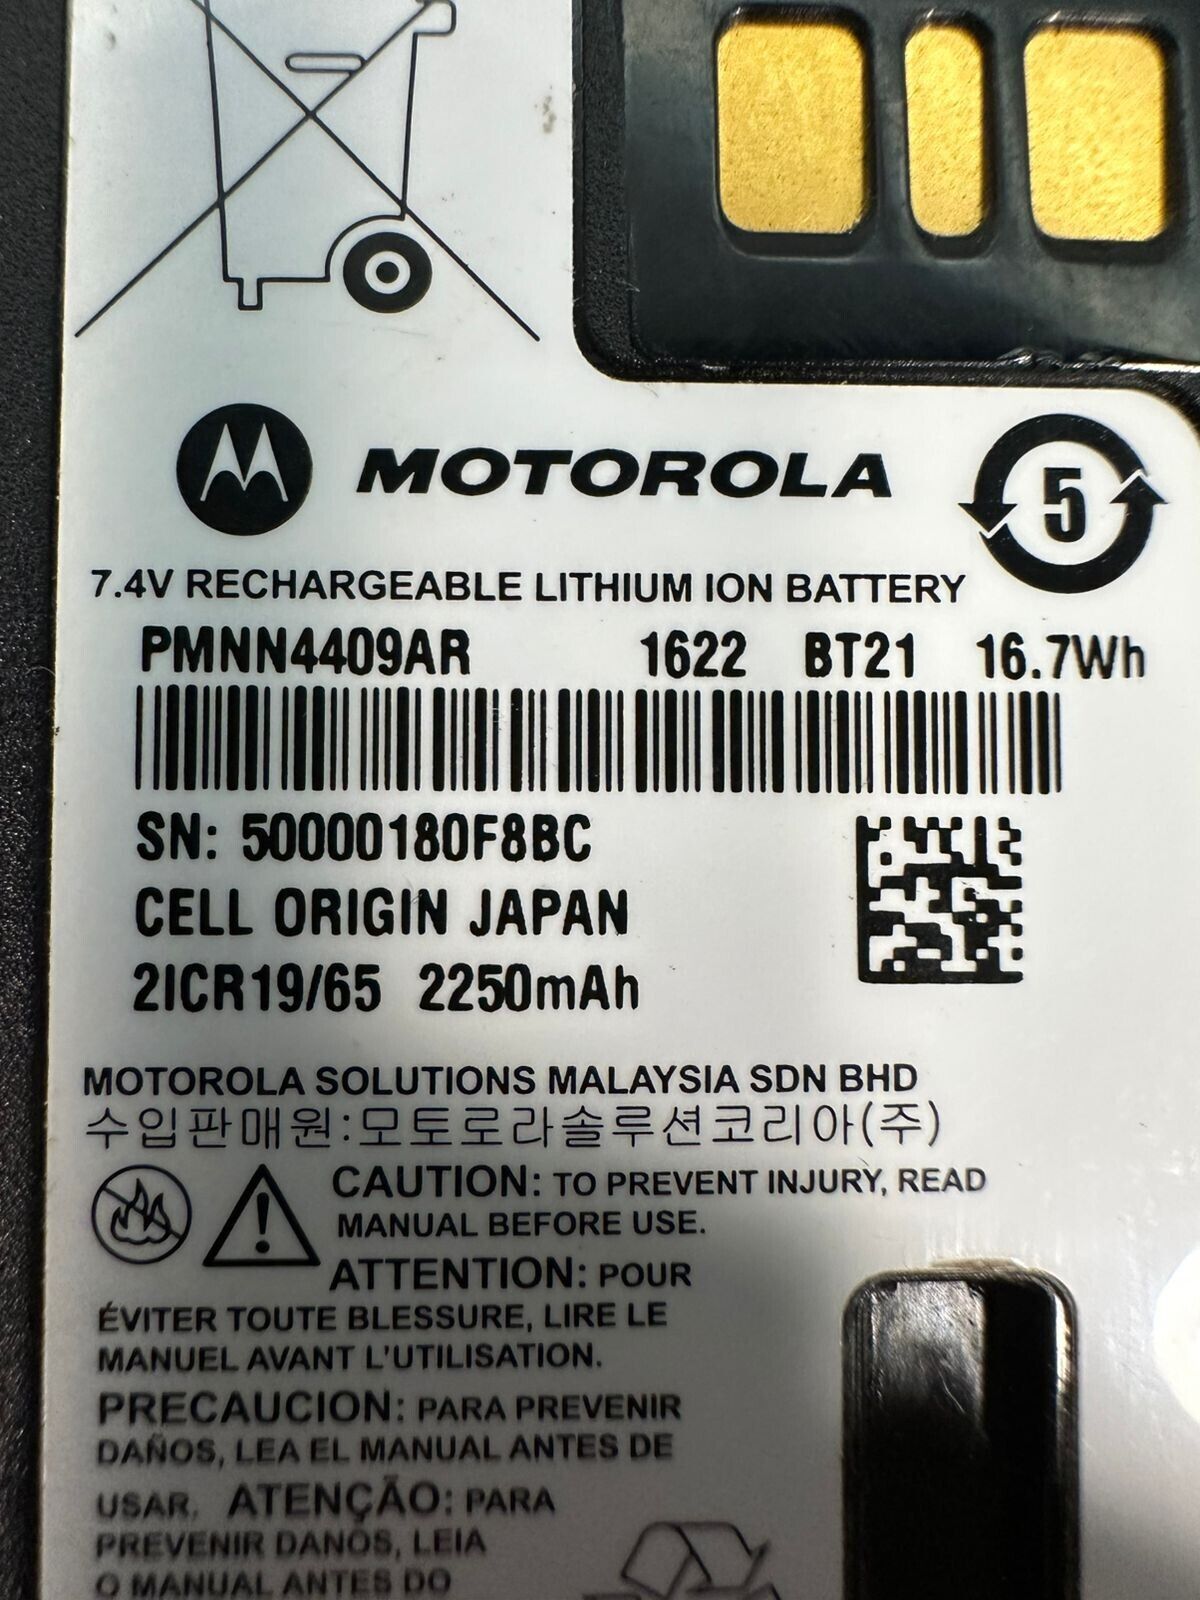 MOTOROLA
5
7.4V RECHARGEABLE LITHIUM ION BATTERY
PMNN4409AR 1622 BT21 16.7Wh
SN: 50000180F8BC
CELL ORIGIN JAPAN
2ICR19/65 2250mAh
MOTOROLA SOLUTIONS MALAYSIA SDN BHD
수입판매원:모토로라솔루션코리아(주)
CAUTION: TO PREVENT INJURY, READ
MANUAL BEFORE USE.
ATTENTION: POUR
ÉVITER TOUTE BLESSURE, LIRE LE
MANUEL AVANT L'UTILISATION.
PRECAUCION: PARA PREVENIR
DAÑOS, LEA EL MANUAL ANTES DE
USAR. ATENÇÃO: PARA
PREVENIR DANOS, LEIA
O MANUAL ANTES DO